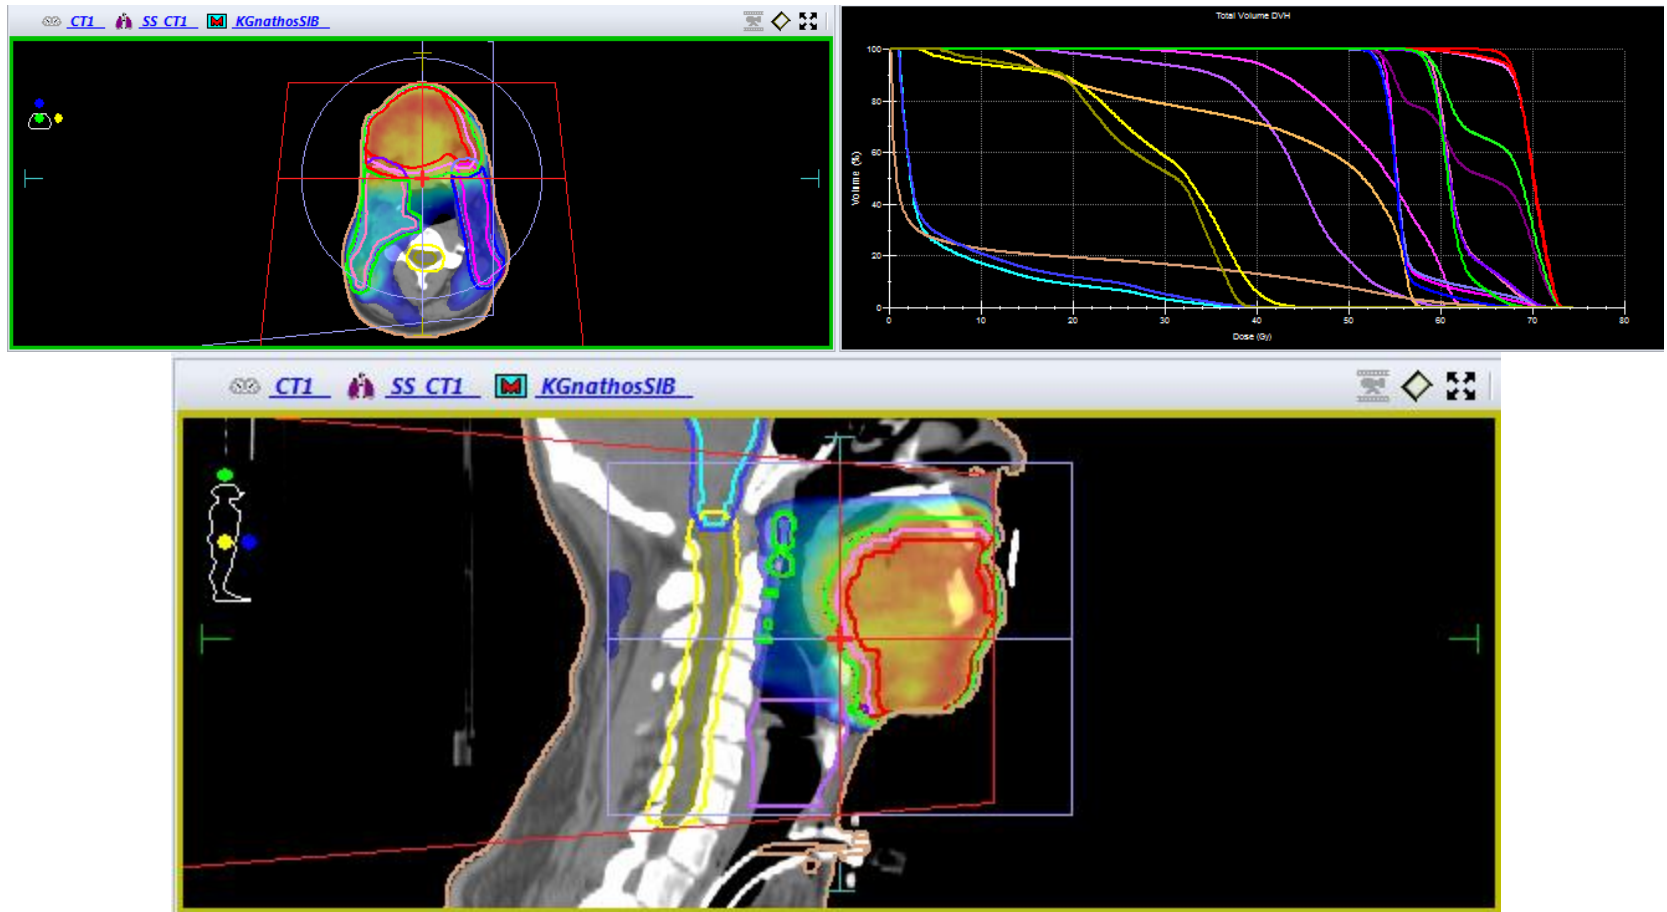 CT1 SS CT1 KGnathosSIB
Total Volume DVH
100
80
60
40
20
0
Volume (%)
0 10 20 30 40 50 60 70 80
Dose (Gy)
CT1 SS CT1 KGnathosSIB